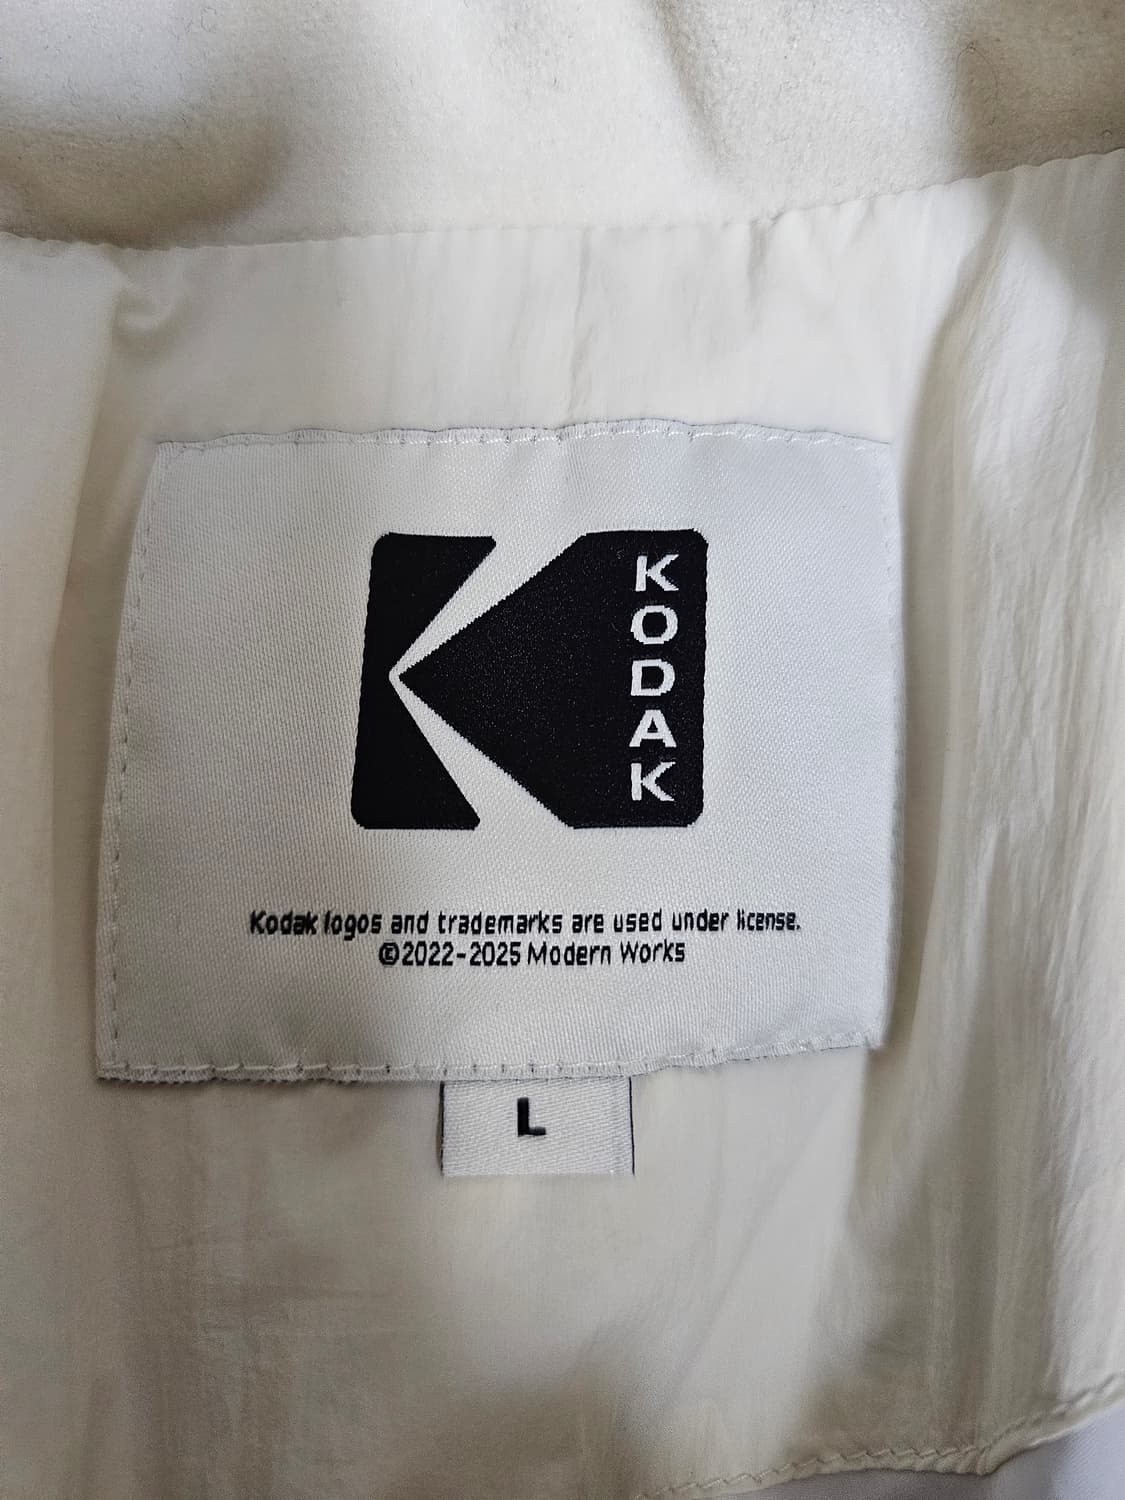 KODAK
Kodak logos and trademarks are used under license.
©2022-2025 Modern Works
L